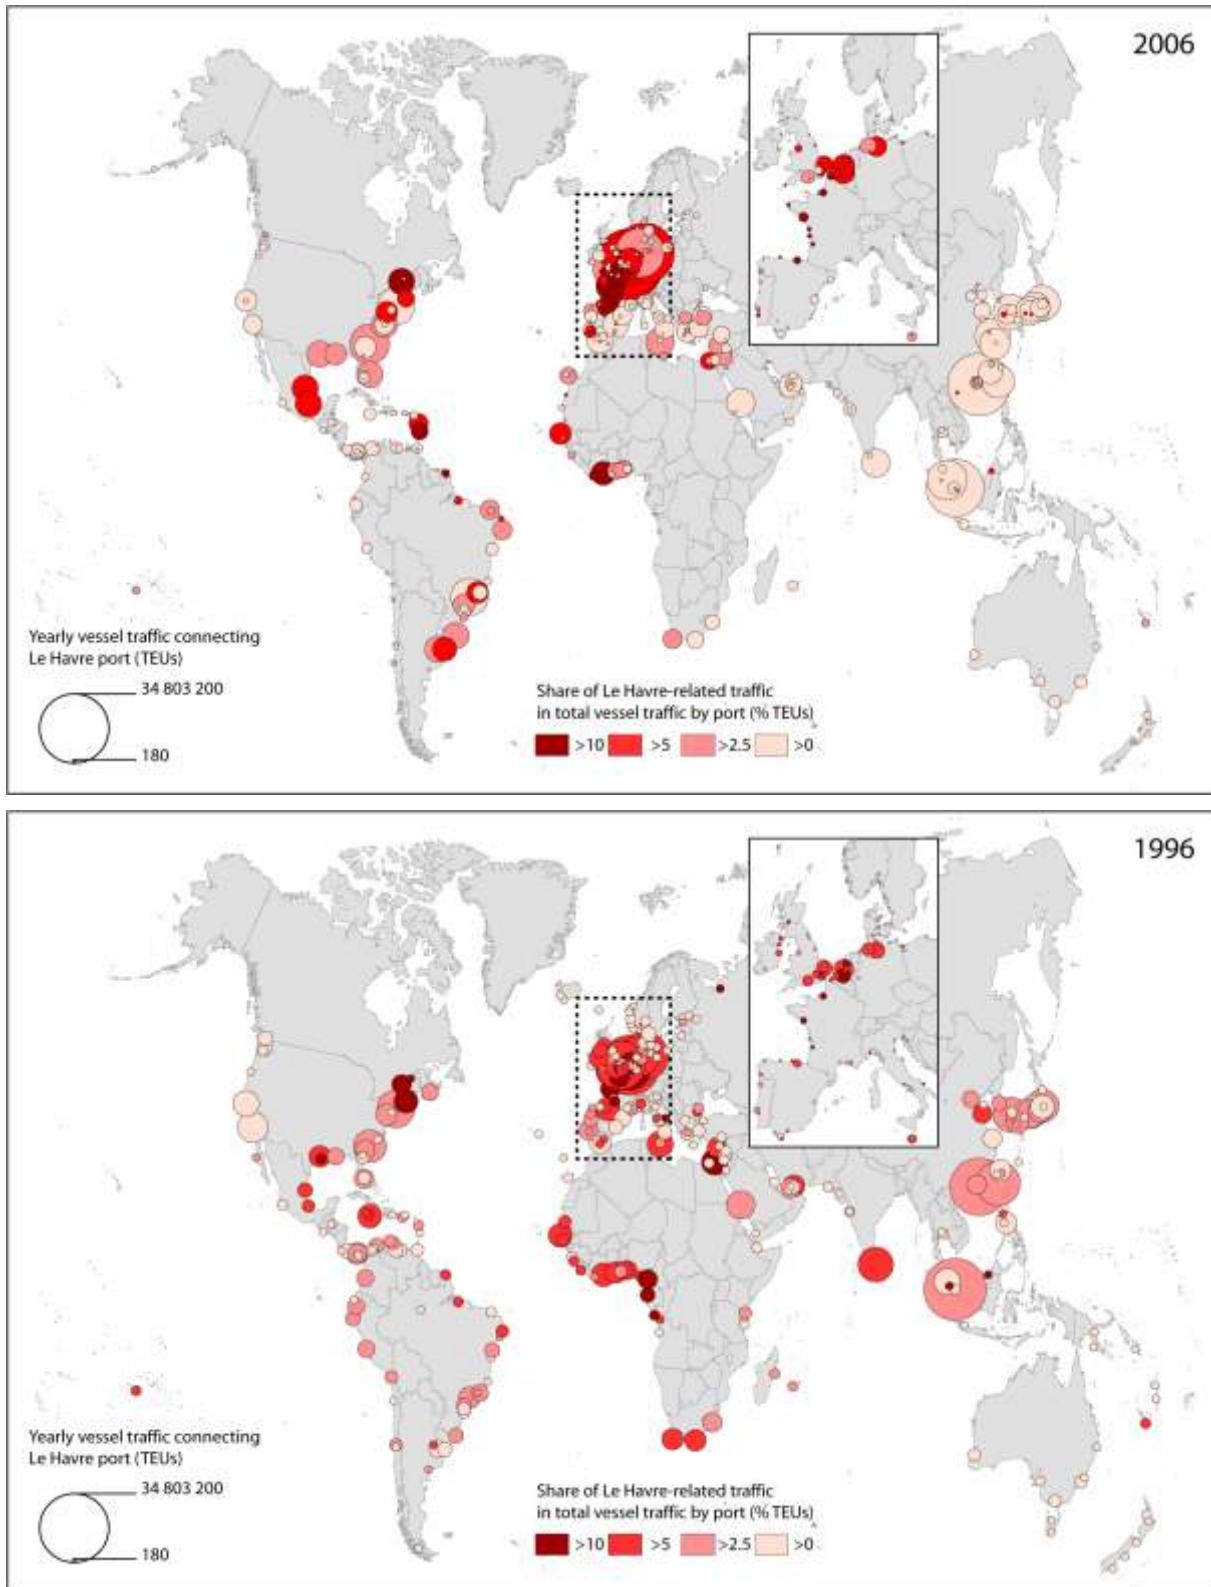 2006
Yearly vessel traffic connecting
Le Havre port (TEUs)
34 803 200
180
Share of Le Havre-related traffic
in total vessel traffic by port (% TEUs)
>10 >5 >2.5 >0
1996
Yearly vessel traffic connecting
Le Havre port (TEUs)
34 803 200
180
Share of Le Havre-related traffic
in total vessel traffic by port (% TEUs)
>10 >5 >2.5 >0